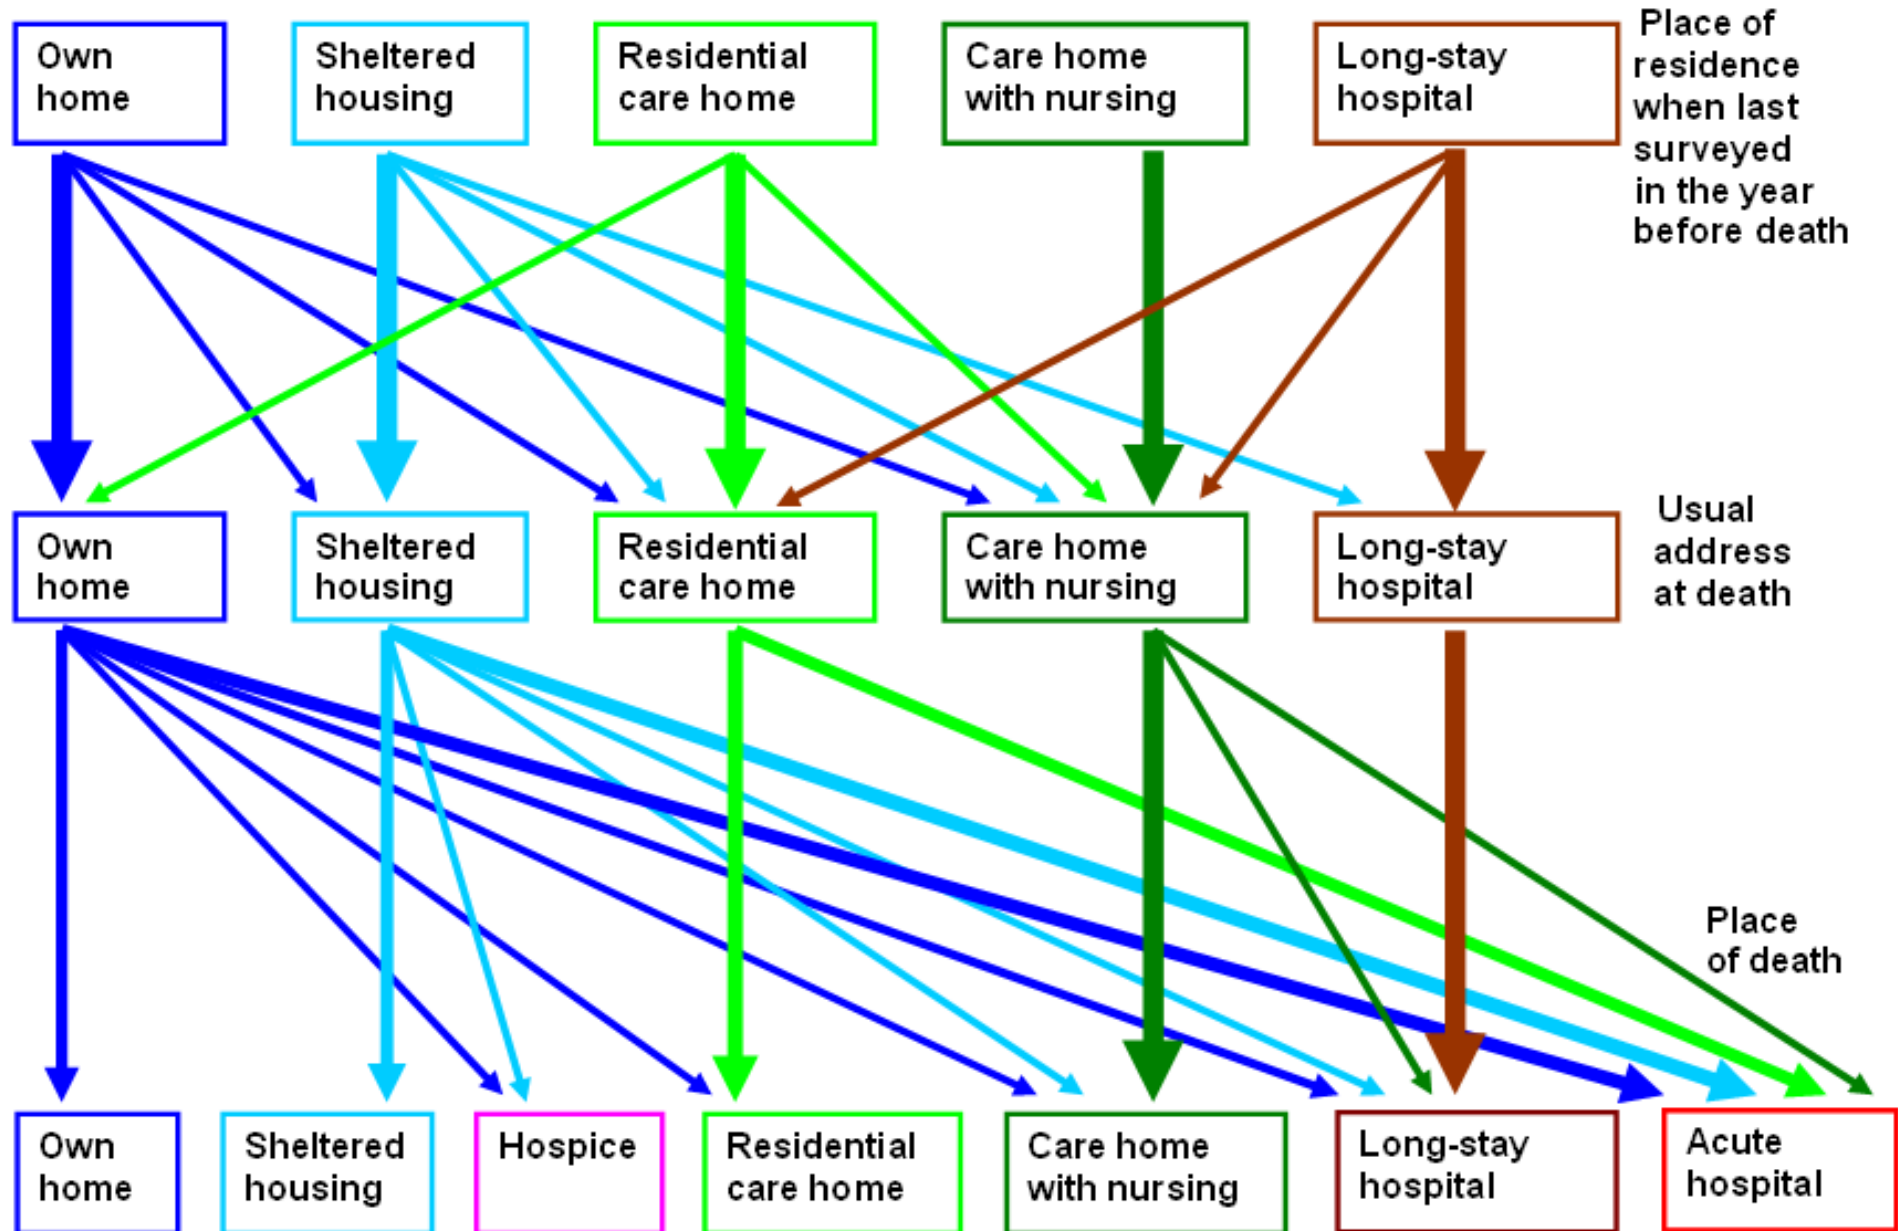 Own
home
Sheltered
housing
Residential
care home
Care home
with nursing
Long-stay
hospital
Place of
residence
when last
surveyed
in the year
before death
Own
home
Sheltered
housing
Residential
care home
Care home
with nursing
Long-stay
hospital
Usual
address
at death
Place
of death
Own
home
Sheltered
housing
Hospice
Residential
care home
Care home
with nursing
Long-stay
hospital
Acute
hospital